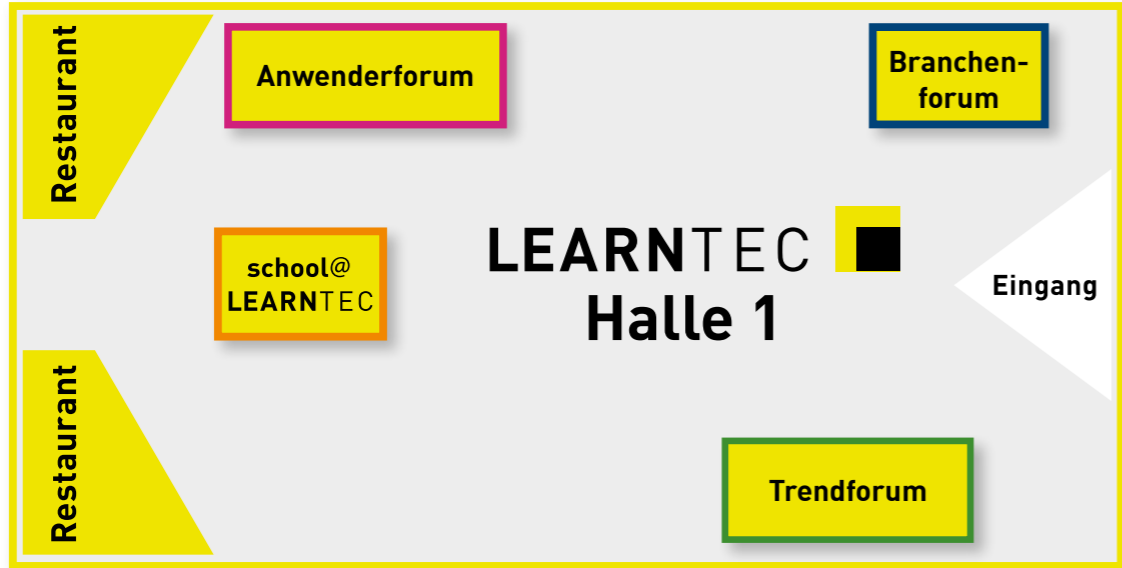 Restaurant
Anwenderforum
Branchen-
forum
school@
LEARNTEC
LEARNTEC
Halle 1
Eingang
Restaurant
Trendforum